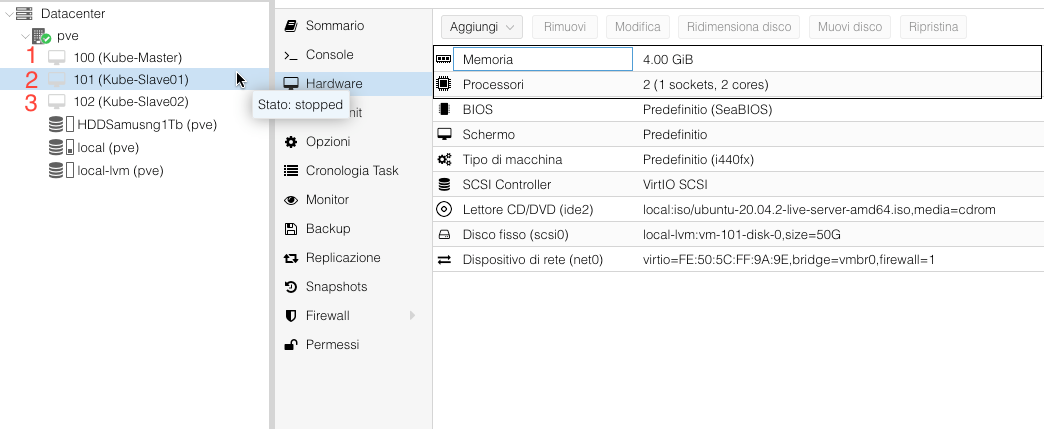 Datacenter
pve
1 100 (Kube-Master)
2 101 (Kube-Slave01)
3 102 (Kube-Slave02)
HDDSamusng1Tb (pve)
local (pve)
local-lvm (pve)
Stato: stopped
Sommario
Console
Hardware
nit
Opzioni
Cronologia Task
Monitor
Backup
Replicazione
Snapshots
Firewall
Permessi
Aggiungi Rimuovi Modifica Ridimensiona disco Muovi disco Ripristina
Memoria 4.00 GiB
Processori 2 (1 sockets, 2 cores)
BIOS Predefinito (SeaBIOS)
Schermo Predefinito
Tipo di macchina Predefinito (i440fx)
SCSI Controller VirtIO SCSI
Lettore CD/DVD (ide2) local:iso/ubuntu-20.04.2-live-server-amd64.iso,media=cdrom
Disco fisso (scsi0) local-lvm:vm-101-disk-0,size=50G
Dispositivo di rete (net0) virtio=FE:50:5C:FF:9A:9E,bridge=vmbr0,firewall=1